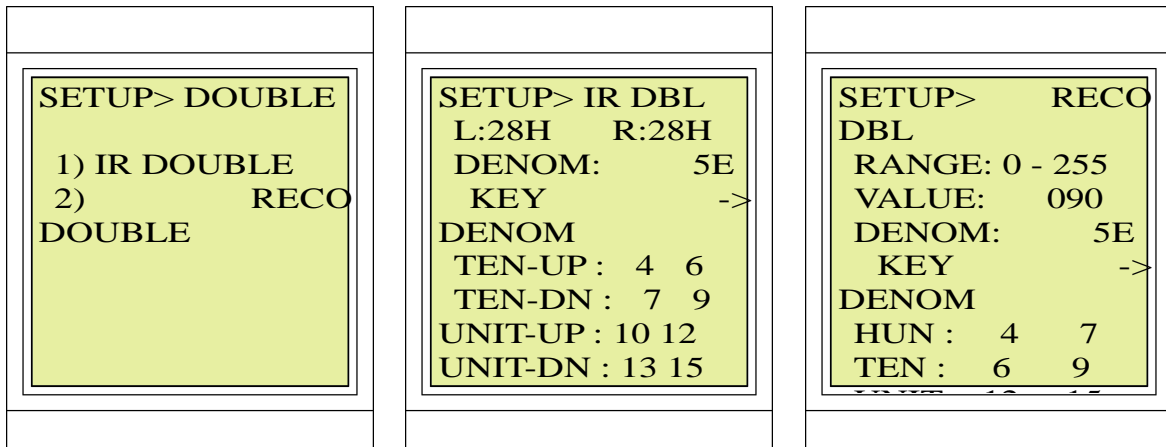 SETUP> DOUBLE
1) IR DOUBLE
2) RECO
DOUBLE
SETUP> IR DBL
L:28H R:28H
DENOM: 5E
KEY ->
DENOM
TEN-UP : 4 6
TEN-DN : 7 9
UNIT-UP : 10 12
UNIT-DN : 13 15
SETUP> RECO
DBL
RANGE: 0 - 255
VALUE: 090
DENOM: 5E
KEY ->
DENOM
HUN : 4 7
TEN : 6 9